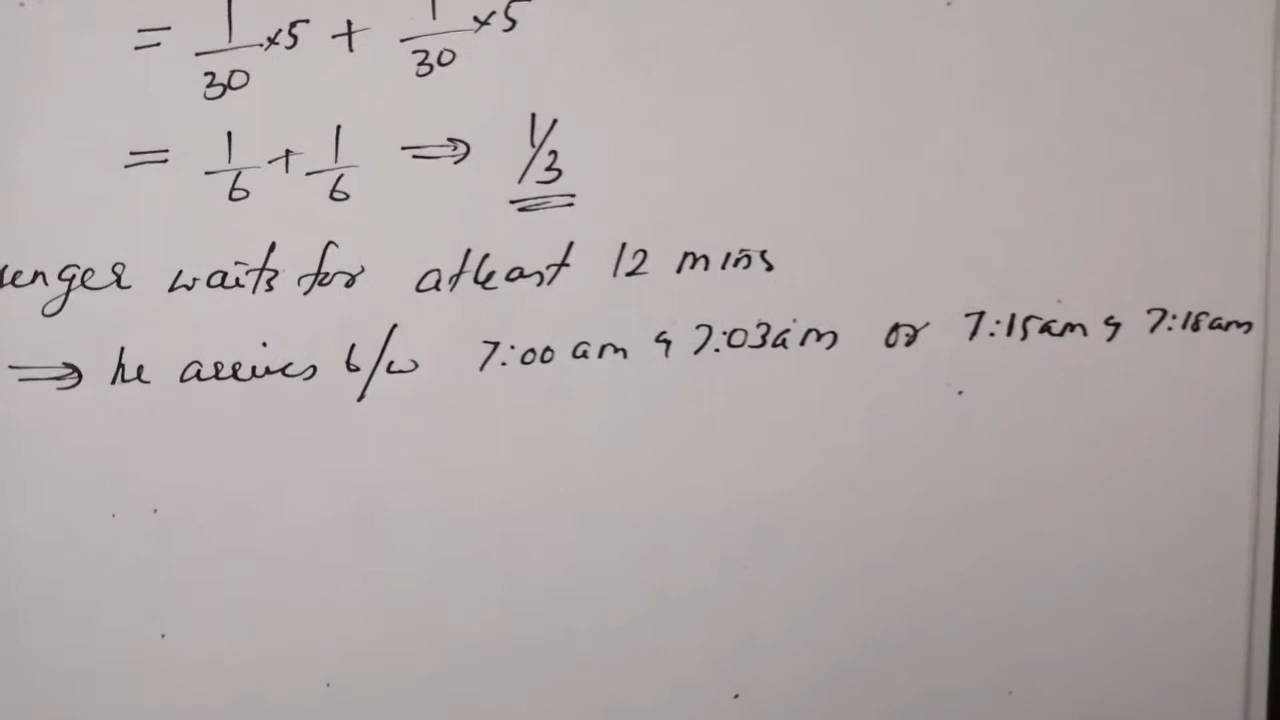 = 1/30 ×5 + 1/30 ×5
= 1/6 + 1/6 ⇒ 1/3
enger waits for atleast 12 mins
⇒ he arrives b/w 7:00 am & 7:03am or 7:15am & 7:18am